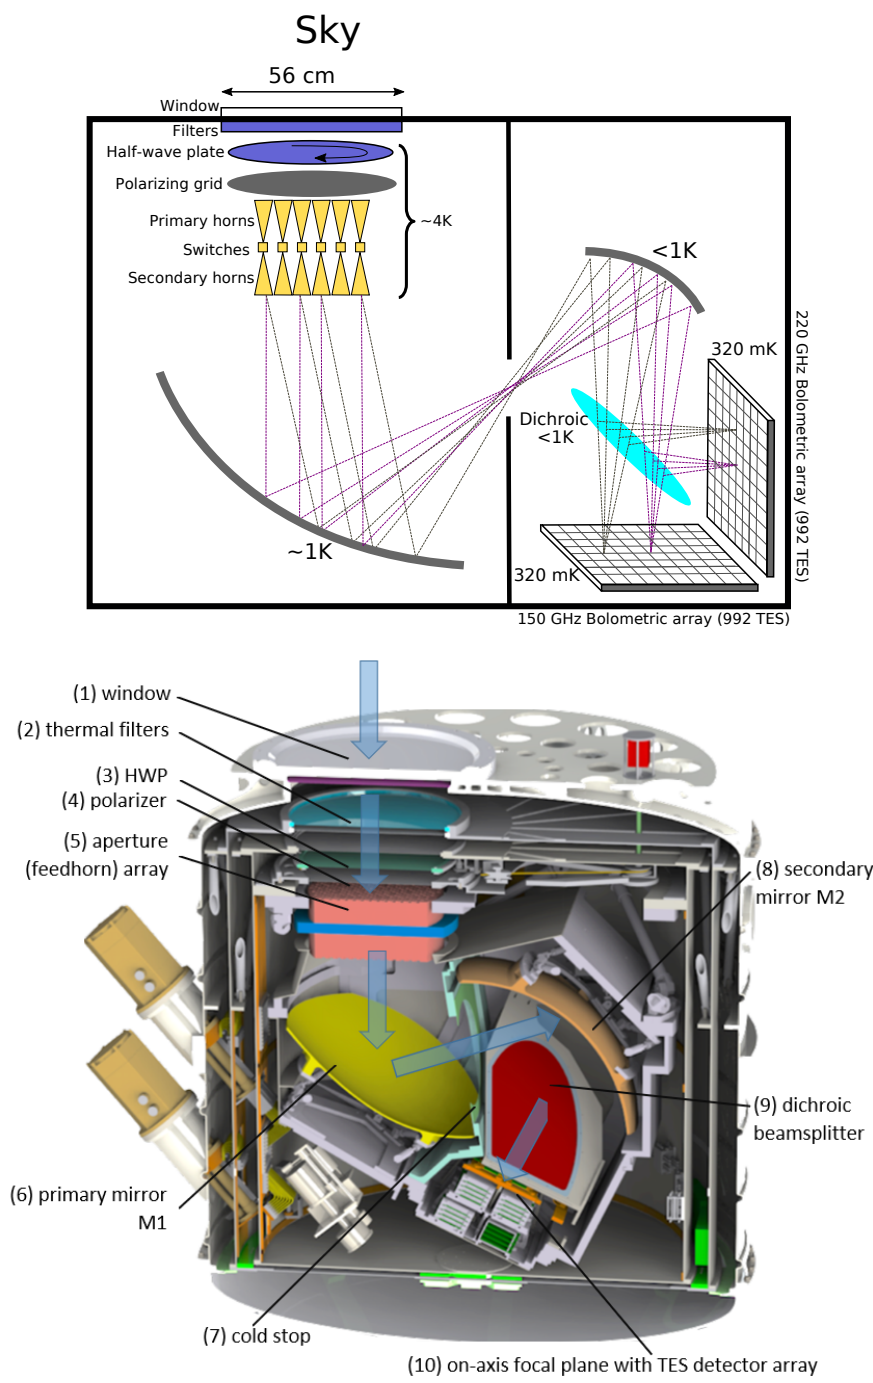 Sky
56 cm
Window
Filters
Half-wave plate
Polarizing grid
Primary horns
~4K
Switches
Secondary horns
<1K
320 mK
Dichroic
<1K
220 GHz Bolometric array (992 TES)
~1K
320 mK
150 GHz Bolometric array (992 TES)
(1) window
(2) thermal filters
(3) HWP
(4) polarizer
(5) aperture
(feedhorn) array
(8) secondary
mirror M2
(9) dichroic
beamsplitter
(6) primary mirror
M1
(7) cold stop
(10) on-axis focal plane with TES detector array